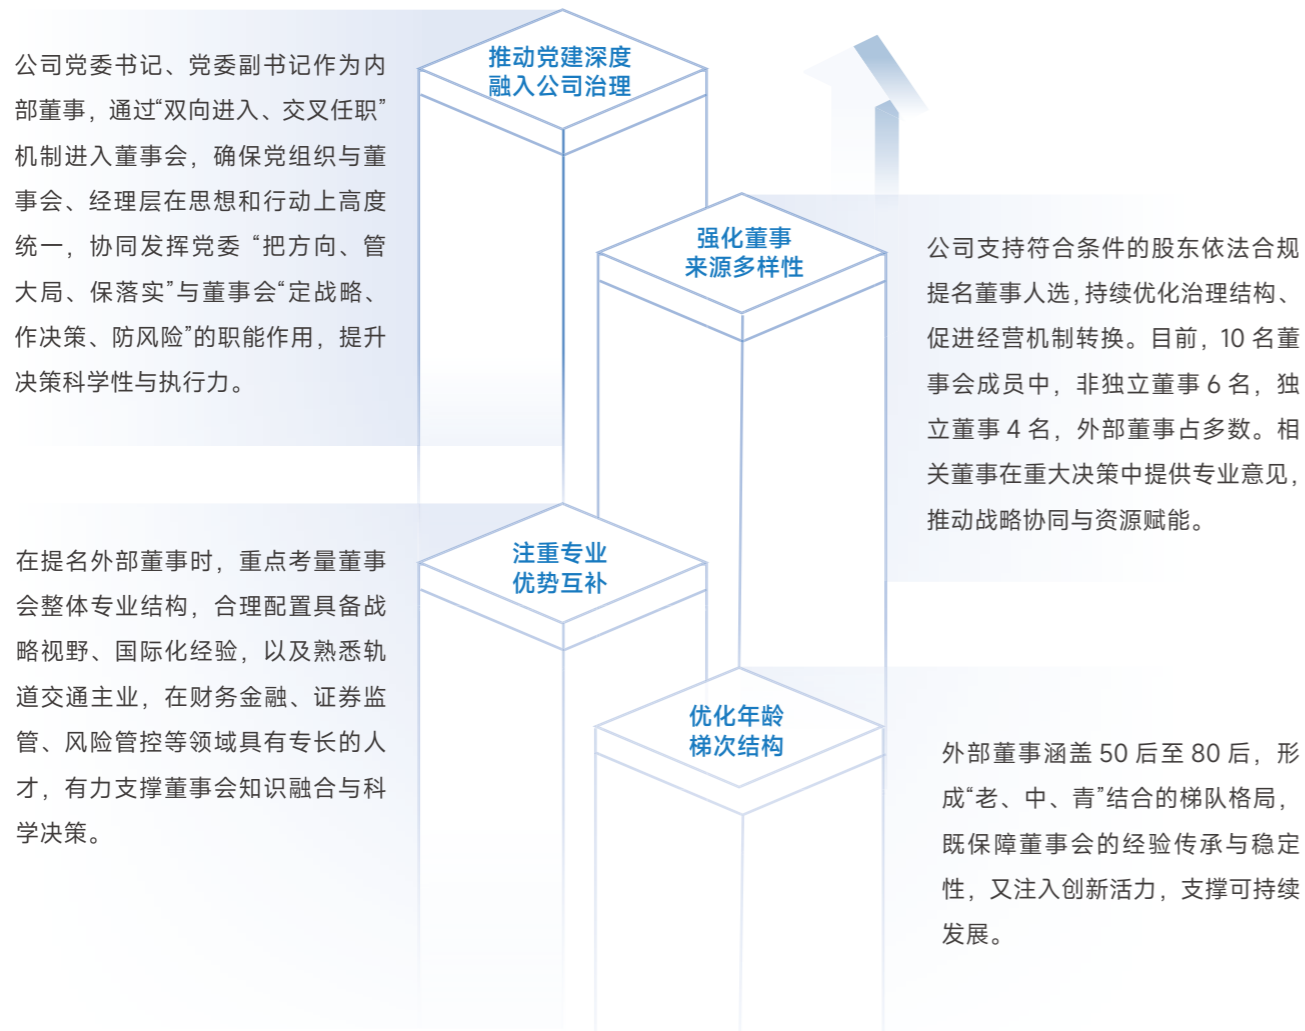 推动党建深度
融入公司治理
公司党委书记、党委副书记作为内
部董事，通过“双向进入、交叉任职”
机制进入董事会，确保党组织与董
事会、经理层在思想和行动上高度
统一，协同发挥党委 “把方向、管
大局、保落实”与董事会“定战略、
作决策、防风险”的职能作用，提升
决策科学性与执行力。
强化董事
来源多样性
公司支持符合条件的股东依法合规
提名董事人选，持续优化治理结构、
促进经营机制转换。目前，10 名董
事会成员中，非独立董事 6 名，独
立董事 4 名，外部董事占多数。相
关董事在重大决策中提供专业意见，
推动战略协同与资源赋能。
注重专业
优势互补
在提名外部董事时，重点考量董事
会整体专业结构，合理配置具备战
略视野、国际化经验，以及熟悉轨
道交通主业，在财务金融、证券监
管、风险管控等领域具有专长的人
才，有力支撑董事会知识融合与科
学决策。
优化年龄
梯次结构
外部董事涵盖 50 后至 80 后，形
成“老、中、青”结合的梯队格局，
既保障董事会的经验传承与稳定
性，又注入创新活力，支撑可持续
发展。